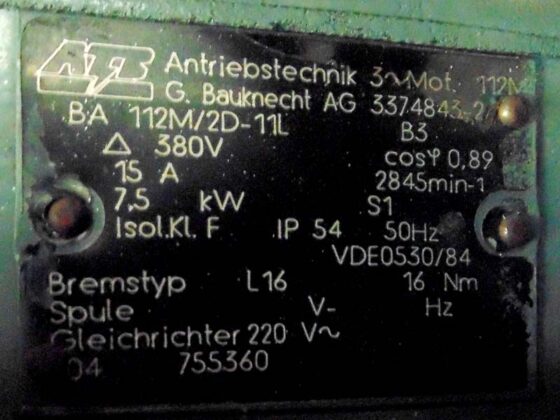 ATB Antriebstechnik 3~Mot. 112M
G. Bauknecht AG 3374843-2/
BA 112M/2D-11L B3
△ 380V cosφ 0,89
15 A 2845min-1
7,5 kW S1
Isol.Kl. F IP 54 50Hz
VDE0530/84
Bremstyp L16 16 Nm
Spule V- Hz
Gleichrichter 220 V~
04 755360